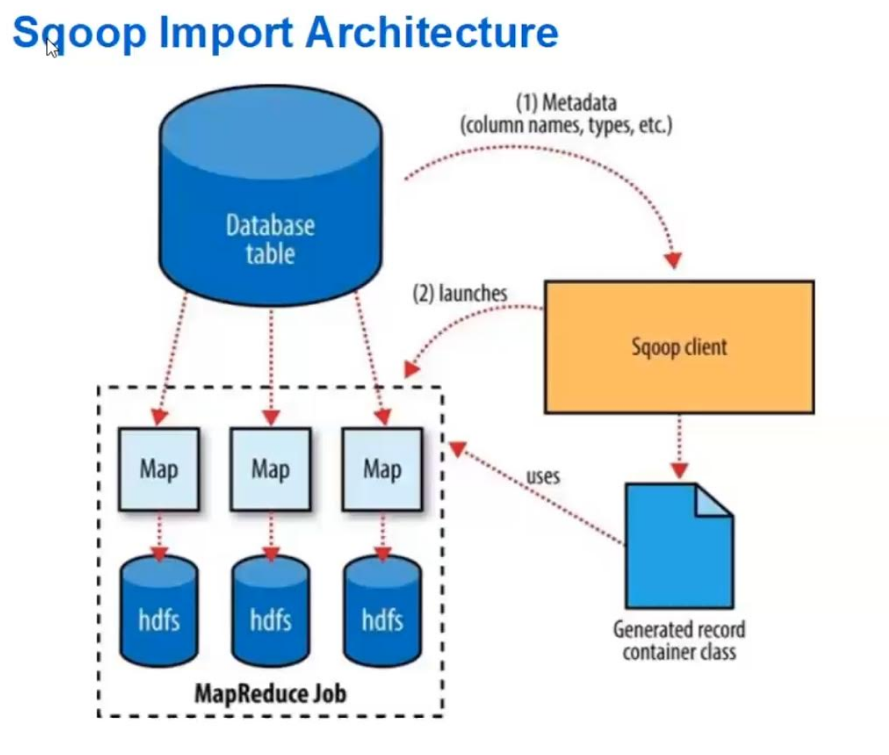 Sqoop Import Architecture
(1) Metadata
(column names, types, etc.)
Database
table
(2) launches
Sqoop client
Map
Map
Map
uses
hdfs
hdfs
hdfs
Generated record
container class
MapReduce Job